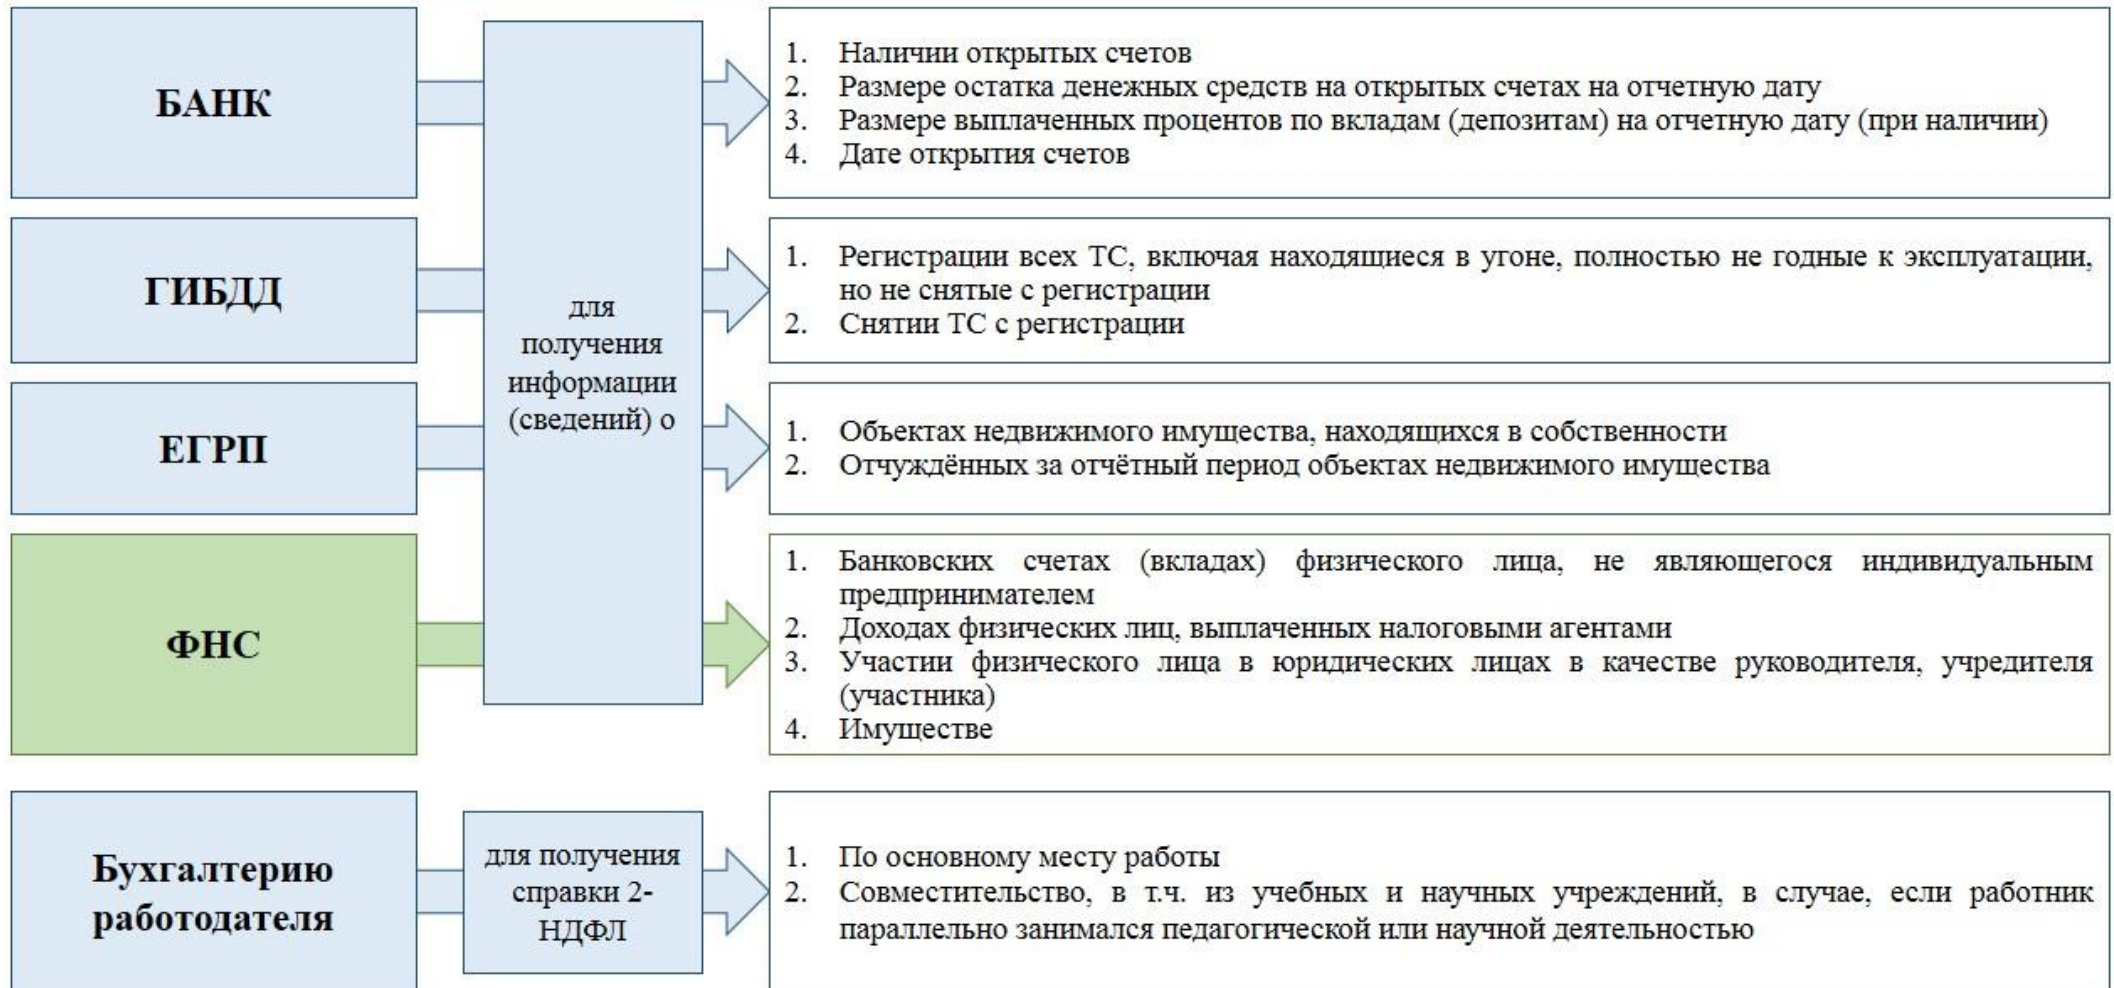 БАНК
1. Наличии открытых счетов
2. Размере остатка денежных средств на открытых счетах на отчетную дату
3. Размере выплаченных процентов по вкладам (депозитам) на отчетную дату (при наличии)
4. Дате открытия счетов
ГИБДД
для
получения
информации
(сведений) о
1. Регистрации всех ТС, включая находящиеся в угоне, полностью не годные к эксплуатации,
но не снятые с регистрации
2. Снятии ТС с регистрации
ЕГРП
1. Объектах недвижимого имущества, находящихся в собственности
2. Отчуждённых за отчётный период объектах недвижимого имущества
ФНС
1. Банковских счетах (вкладах) физического лица, не являющегося индивидуальным
предпринимателем
2. Доходах физических лиц, выплаченных налоговыми агентами
3. Участии физического лица в юридических лицах в качестве руководителя, учредителя
(участника)
4. Имуществе
Бухгалтерию
работодателя
для получения
справки 2-
НДФЛ
1. По основному месту работы
2. Совместительство, в т.ч. из учебных и научных учреждений, в случае, если работник
параллельно занимался педагогической или научной деятельностью